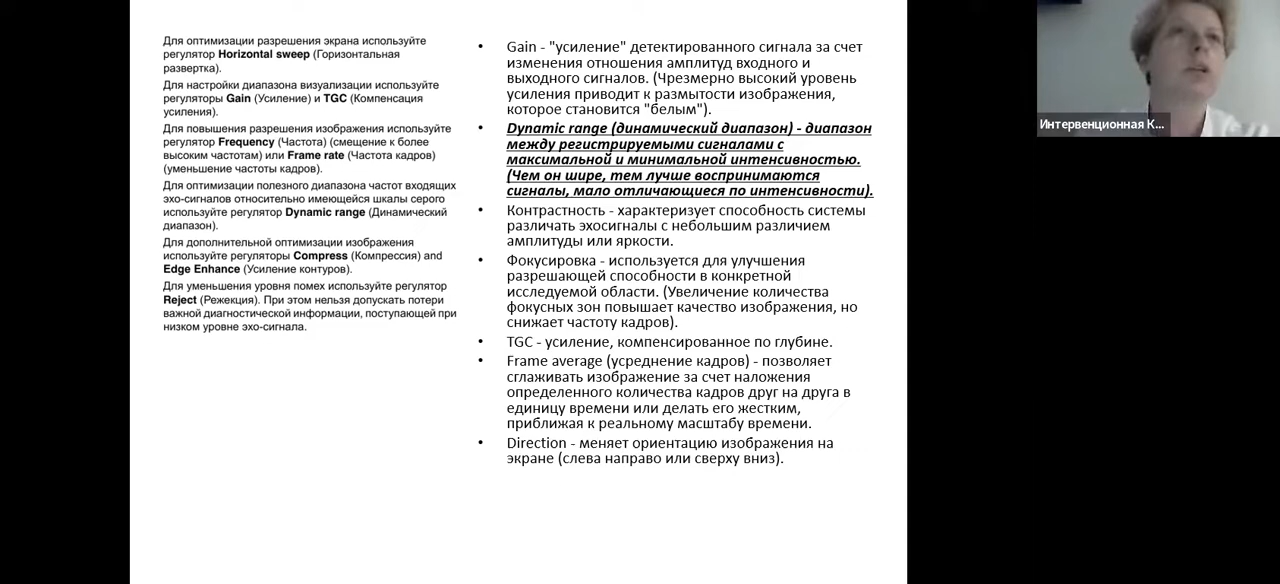 Для оптимизации разрешения экрана используйте
регулятор Horizontal sweep (Горизонтальная
развертка).
Для настройки диапазона визуализации используйте
регуляторы Gain (Усиление) и TGC (Компенсация
усиления).
Для повышения разрешения изображения используйте
регулятор Frequency (Частота) (смещение к более
высоким частотам) или Frame rate (Частота кадров)
(уменьшение частоты кадров).
Для оптимизации полезного диапазона частот входящих
эхо-сигналов относительно имеющейся шкалы серого
используйте регулятор Dynamic range (Динамический
диапазон).
Для дополнительной оптимизации изображения
используйте регуляторы Compress (Компрессия) and
Edge Enhance (Усиление контуров).
Для уменьшения уровня помех используйте регулятор
Reject (Режекция). При этом нельзя допускать потери
важной диагностической информации, поступающей при
низком уровне эхо-сигнала.
• Gain - "усиление" детектированного сигнала за счет
изменения отношения амплитуд входного и
выходного сигналов. (Чрезмерно высокий уровень
усиления приводит к размытости изображения,
которое становится "белым").
• Dynamic range (динамический диапазон) - диапазон
между регистрируемыми сигналами с
максимальной и минимальной интенсивностью.
(Чем он шире, тем лучше воспринимаются
сигналы, мало отличающиеся по интенсивности).
• Контрастность - характеризует способность системы
различать эхосигналы с небольшим различием
амплитуды или яркости.
• Фокусировка - используется для улучшения
разрешающей способности в конкретной
исследуемой области. (Увеличение количества
фокусных зон повышает качество изображения, но
снижает частоту кадров).
• TGC - усиление, компенсированное по глубине.
• Frame average (усреднение кадров) - позволяет
сглаживать изображение за счет наложения
определенного количества кадров друг на друга в
единицу времени или делать его жестким,
приближая к реальному масштабу времени.
• Direction - меняет ориентацию изображения на
экране (слева направо или сверху вниз).
Интервенционная К...